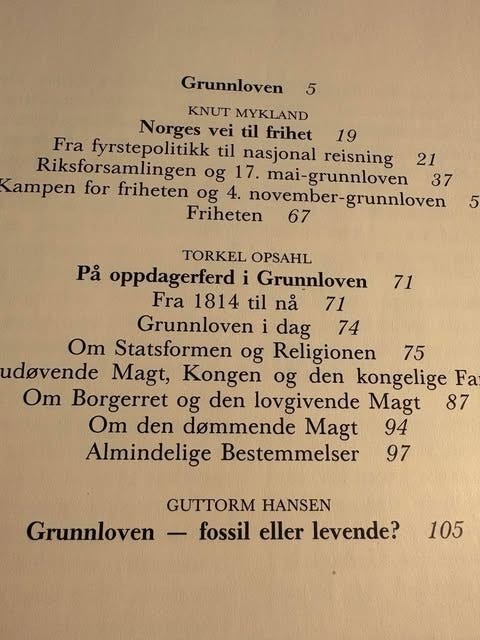 Grunnloven 5
KNUT MYKLAND
Norges vei til frihet 19
Fra fyrstepolitikk til nasjonal reisning 21
Riksforsamlingen og 17. mai-grunnloven 37
Kampen for friheten og 4. november-grunnloven
Friheten 67
TORKEL OPSAHL
På oppdagerferd i Grunnloven 71
Fra 1814 til nå 71
Grunnloven i dag 74
Om Statsformen og Religionen 75
udøvende Magt, Kongen og den kongelige
Om Borgerret og den lovgivende Magt 87
Om den dømmende Magt 94
Almindelige Bestemmelser 97
GUTTORM HANSEN
Grunnloven — fossil eller levende? 105